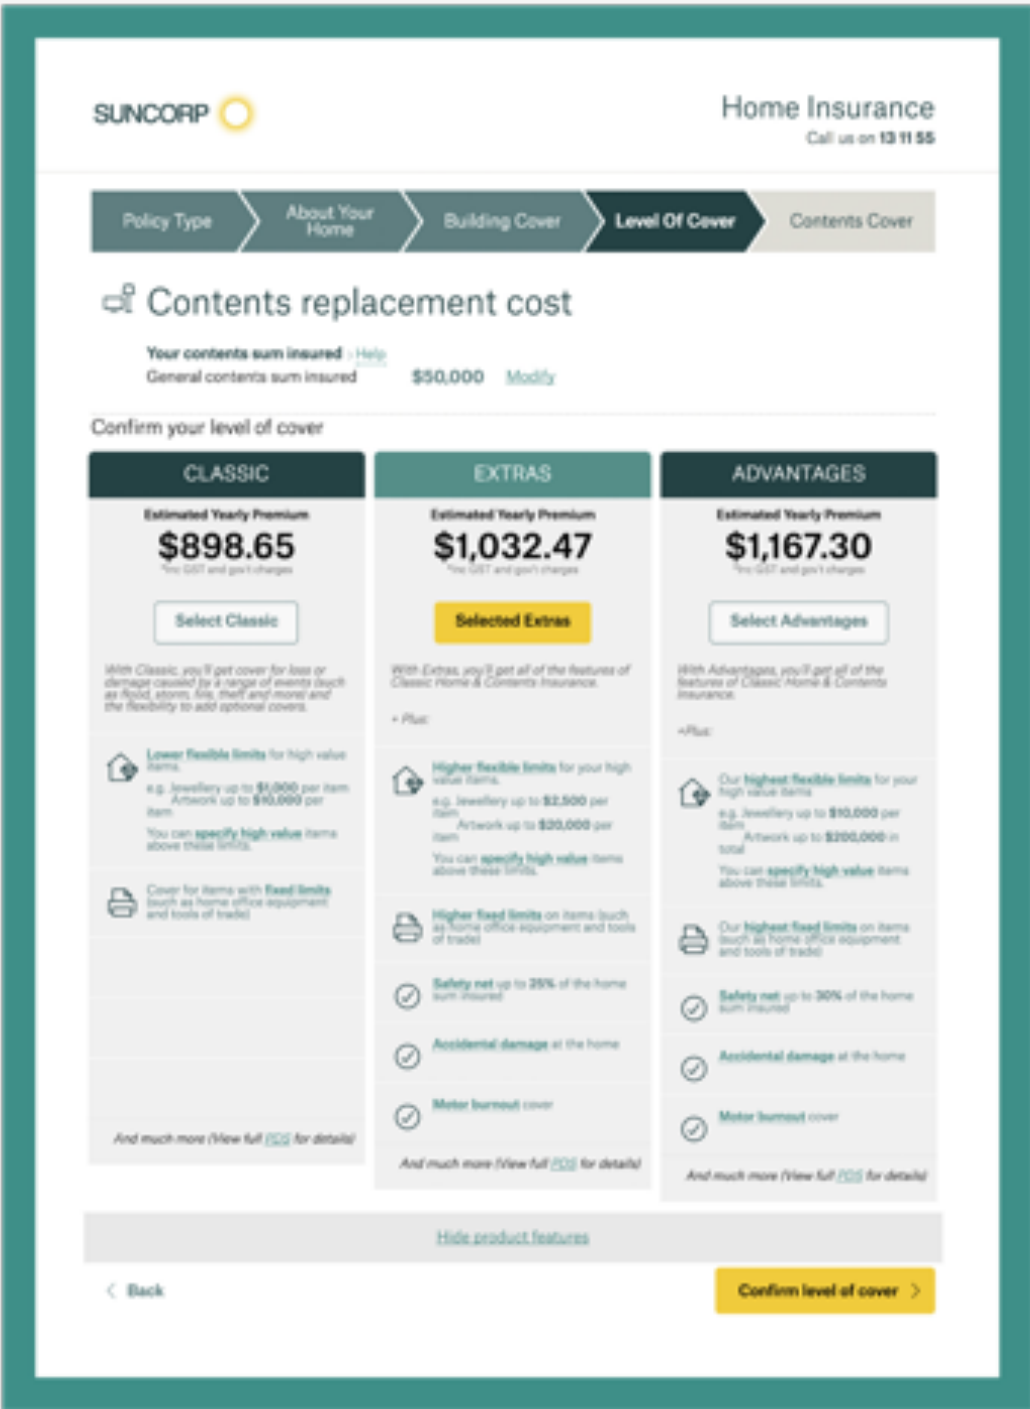 SUNCORP
Home Insurance
Call us on 13 11 55
Policy Type
About Your
Home
Building Cover
Level Of Cover
Contents Cover
Contents replacement cost
Your contents sum insured - Help
General contents sum insured $50,000 Modify
Confirm your level of cover
CLASSIC
Estimated Yearly Premium
$898.65
*Inc GST and gov't charges
Select Classic
With Classic, you'll get cover for loss or
damage caused by a range of events (such
as flood, storm, fire, theft and more) and
the flexibility to add optional covers.
Lower flexible limits for high value
items.
e.g. Jewellery up to $1,000 per item
Artwork up to $10,000 per
item
You can specify high value items
above these limits.
Cover for items with fixed limits
(such as home office equipment
and tools of trade)
And much more (View full PDS for details)
EXTRAS
Estimated Yearly Premium
$1,032.47
*Inc GST and gov't charges
Selected Extras
With Extras, you'll get all of the features of
Classic Home & Contents Insurance.
+ Plus:
Higher flexible limits for your high
value items.
e.g. Jewellery up to $2,500 per
item
Artwork up to $20,000 per
item
You can specify high value items
above these limits.
Higher fixed limits on items (such
as home office equipment and tools
of trade)
Safety net up to 25% of the home
sum insured
Accidental damage at the home
Motor burnout cover
And much more (View full PDS for details)
ADVANTAGES
Estimated Yearly Premium
$1,167.30
*Inc GST and gov't charges
Select Advantages
With Advantages, you'll get all of the
features of Classic Home & Contents
Insurance.
+Plus:
Our highest flexible limits for your
high value items
e.g. Jewellery up to $10,000 per
item
Artwork up to $200,000 in
total
You can specify high value items
above these limits.
Our highest fixed limits on items
(such as home office equipment
and tools of trade)
Safety net up to 30% of the home
sum insured
Accidental damage at the home
Motor burnout cover
And much more (View full PDS for details)
Hide product features
< Back
Confirm level of cover >